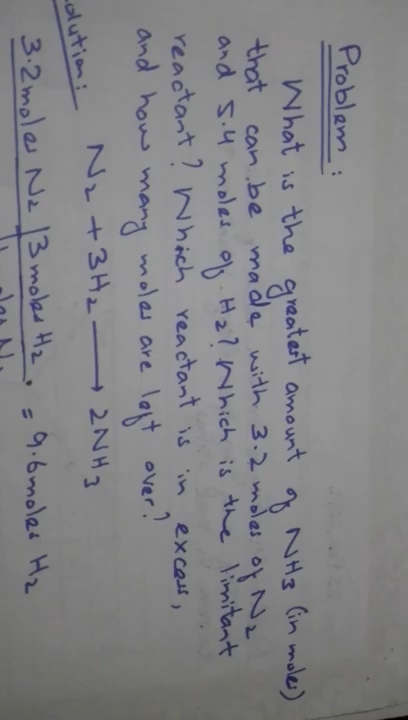 Problem:
What is the greatest amount of NH3 (in moles)
that can be made with 3.2 moles of N2
and 5.4 moles of H2? Which is the limitant
reactant? Which reactant is in excess,
and how many moles are left over?
N2 + 3H2 → 2NH3
3.2 moles N2 | 3 moles H2 = 9.6 moles H2